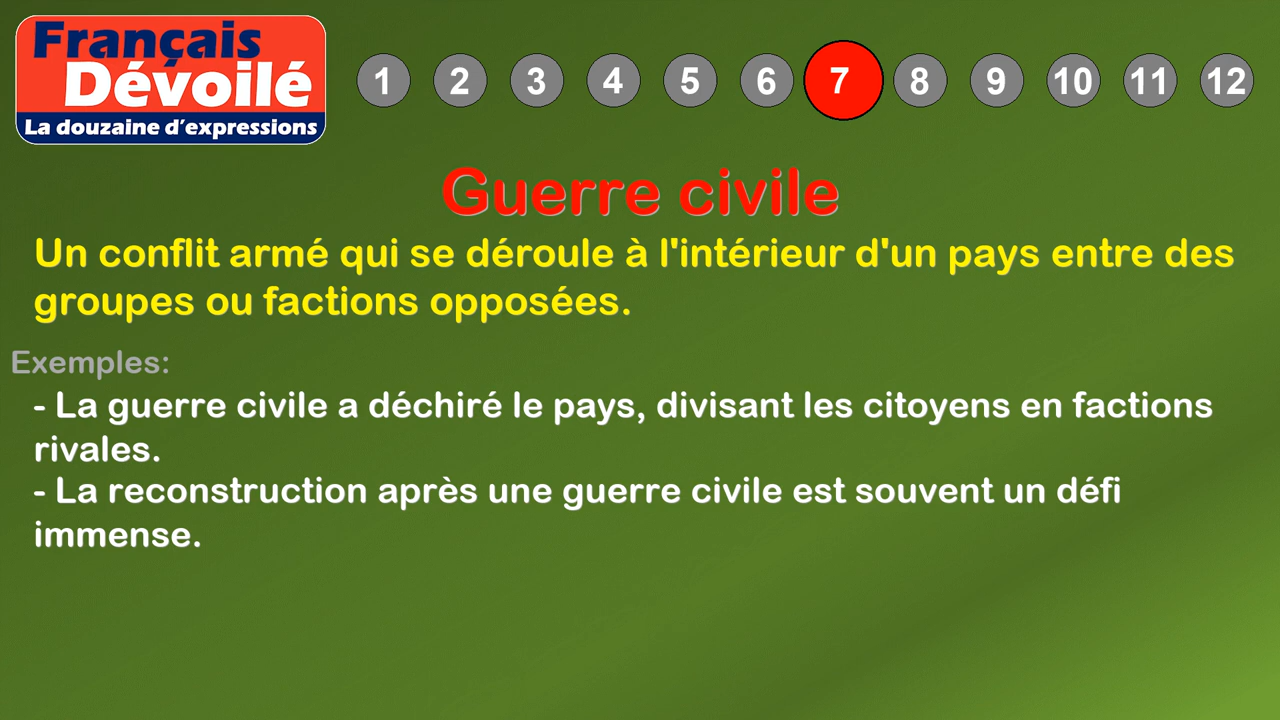 Français
Dévoilé
La douzaine d'expressions
1 2 3 4 5 6 7 8 9 10 11 12
Guerre civile
Un conflit armé qui se déroule à l'intérieur d'un pays entre des
groupes ou factions opposées.
Exemples:
- La guerre civile a déchiré le pays, divisant les citoyens en factions
rivales.
- La reconstruction après une guerre civile est souvent un défi
immense.